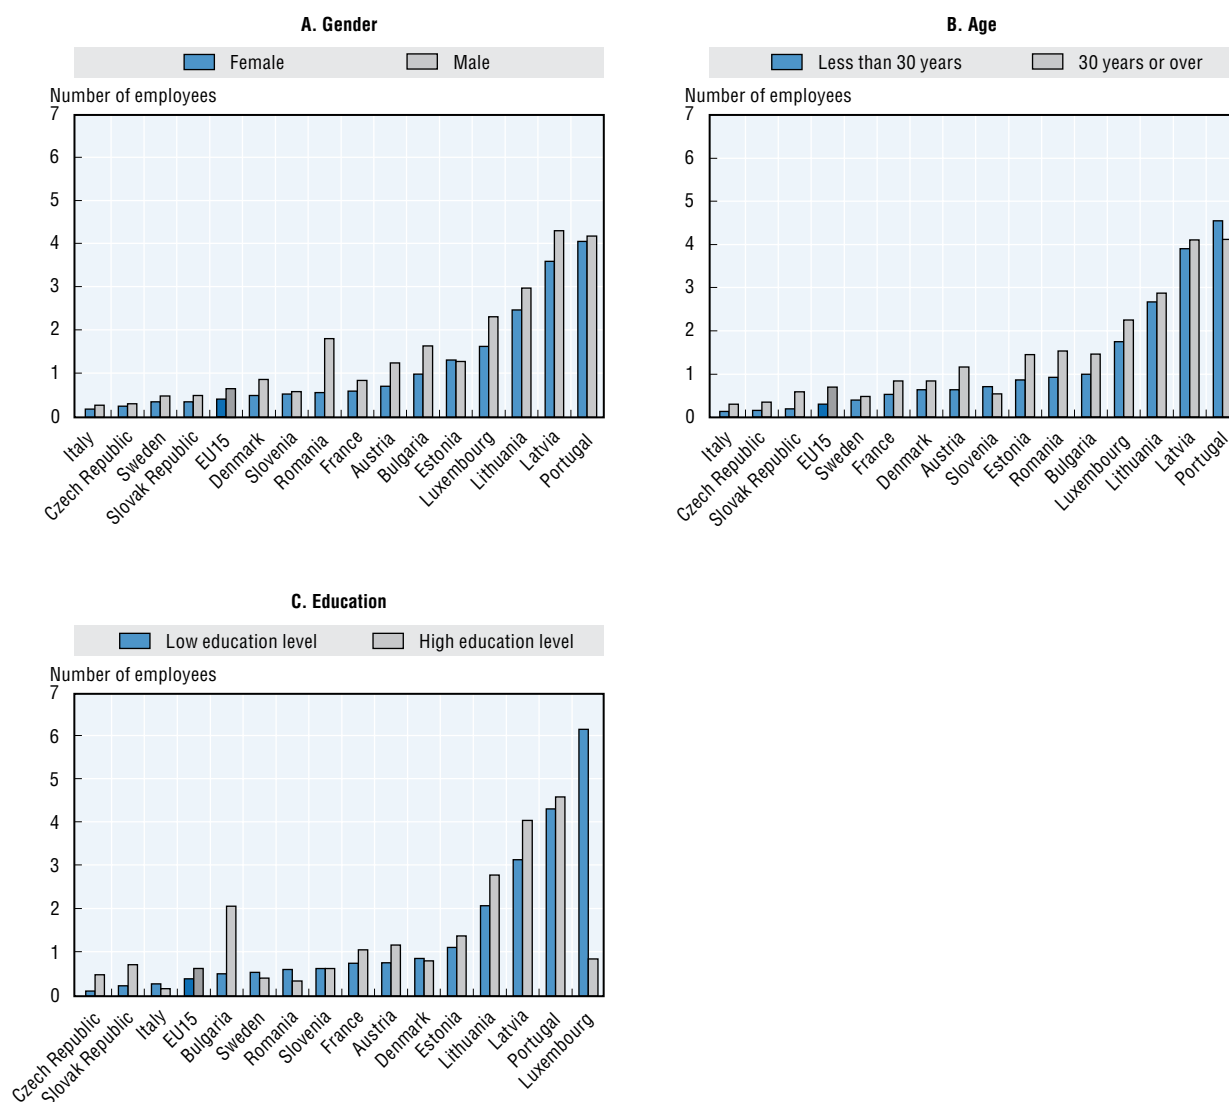 A. Gender
Female
Male
Number of employees
7
6
5
4
3
2
1
0
Italy
Czech Republic
Sweden
Slovak Republic
EU15
Denmark
Slovenia
Romania
France
Austria
Bulgaria
Estonia
Luxembourg
Lithuania
Latvia
Portugal
B. Age
Less than 30 years
30 years or over
Number of employees
7
6
5
4
3
2
1
0
Italy
Czech Republic
Slovak Republic
EU15
Sweden
France
Denmark
Austria
Slovenia
Estonia
Romania
Bulgaria
Luxembourg
Lithuania
Latvia
Portugal
C. Education
Low education level
High education level
Number of employees
7
6
5
4
3
2
1
0
Czech Republic
Slovak Republic
Italy
EU15
Bulgaria
Sweden
Romania
Slovenia
France
Austria
Denmark
Estonia
Lithuania
Latvia
Portugal
Luxembourg